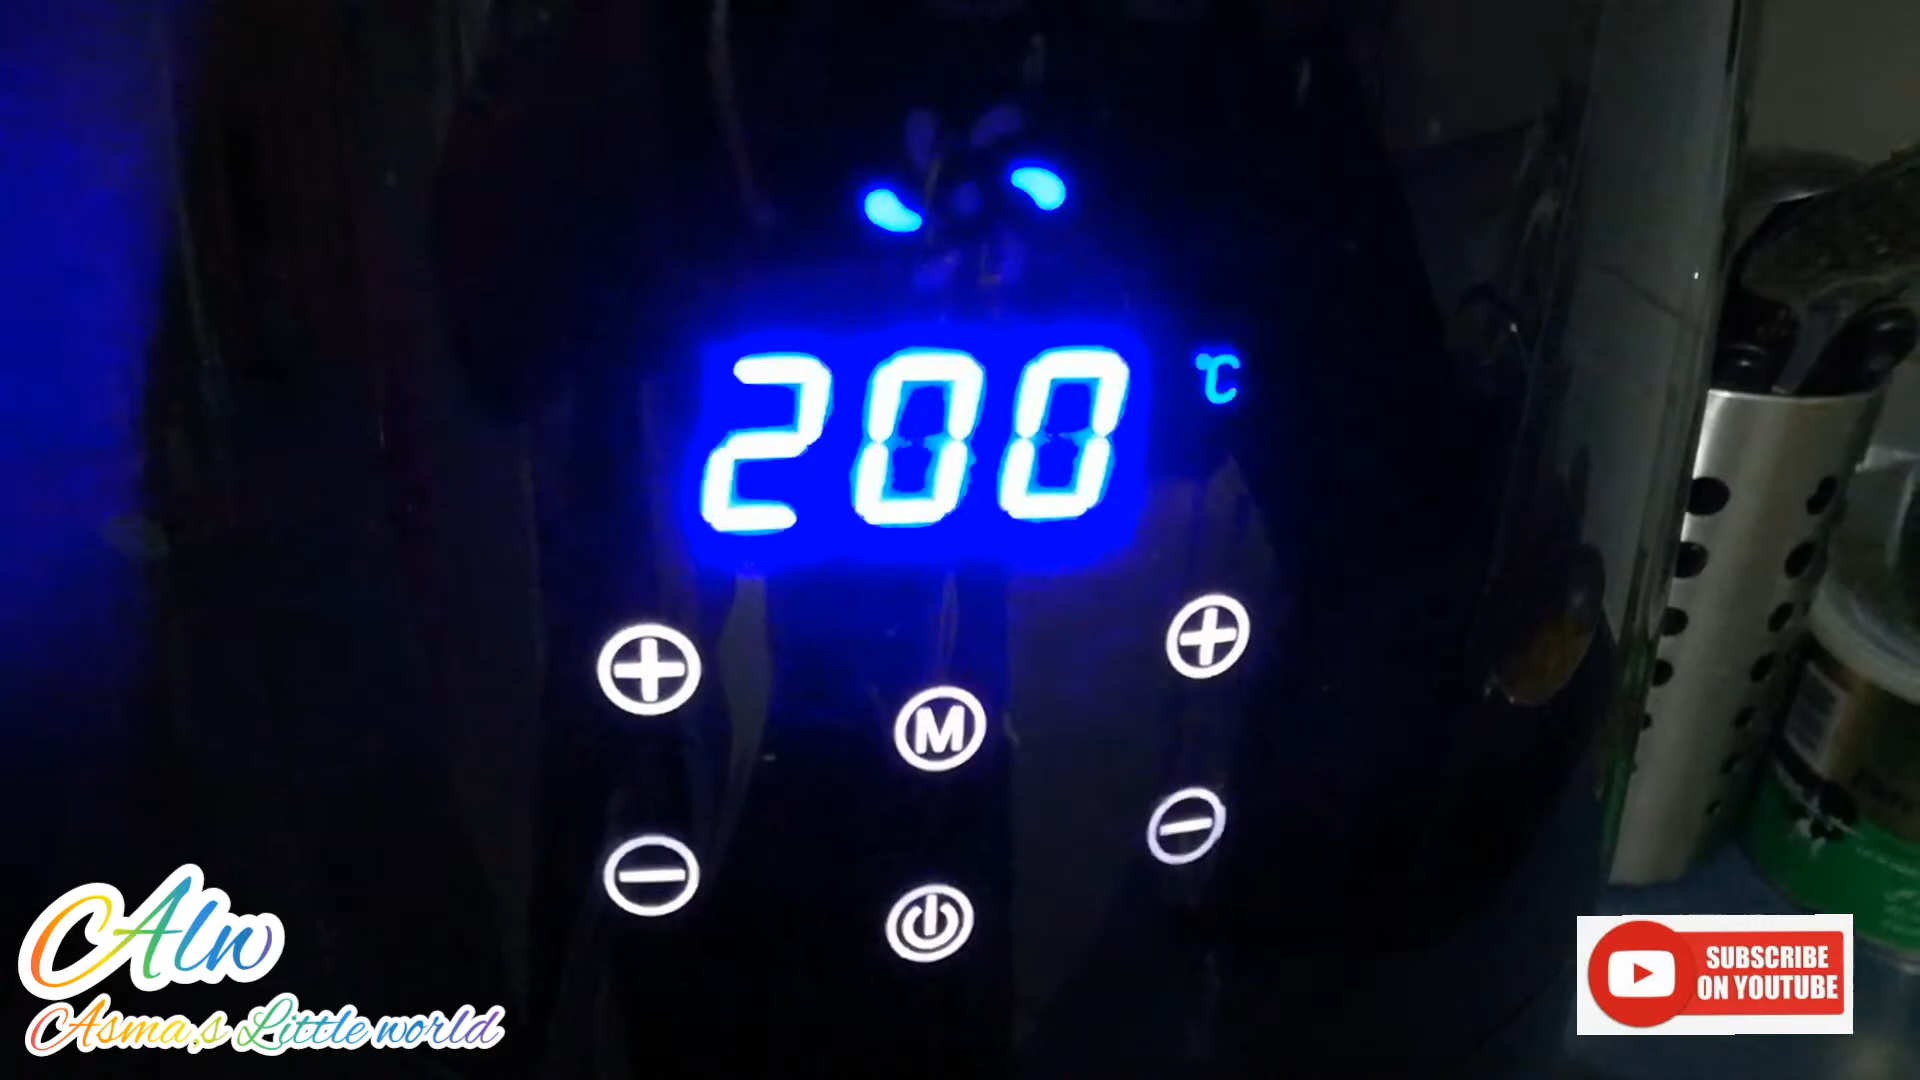 200 °C
M
Alw
Asma,s Little world
SUBSCRIBE
ON YOUTUBE